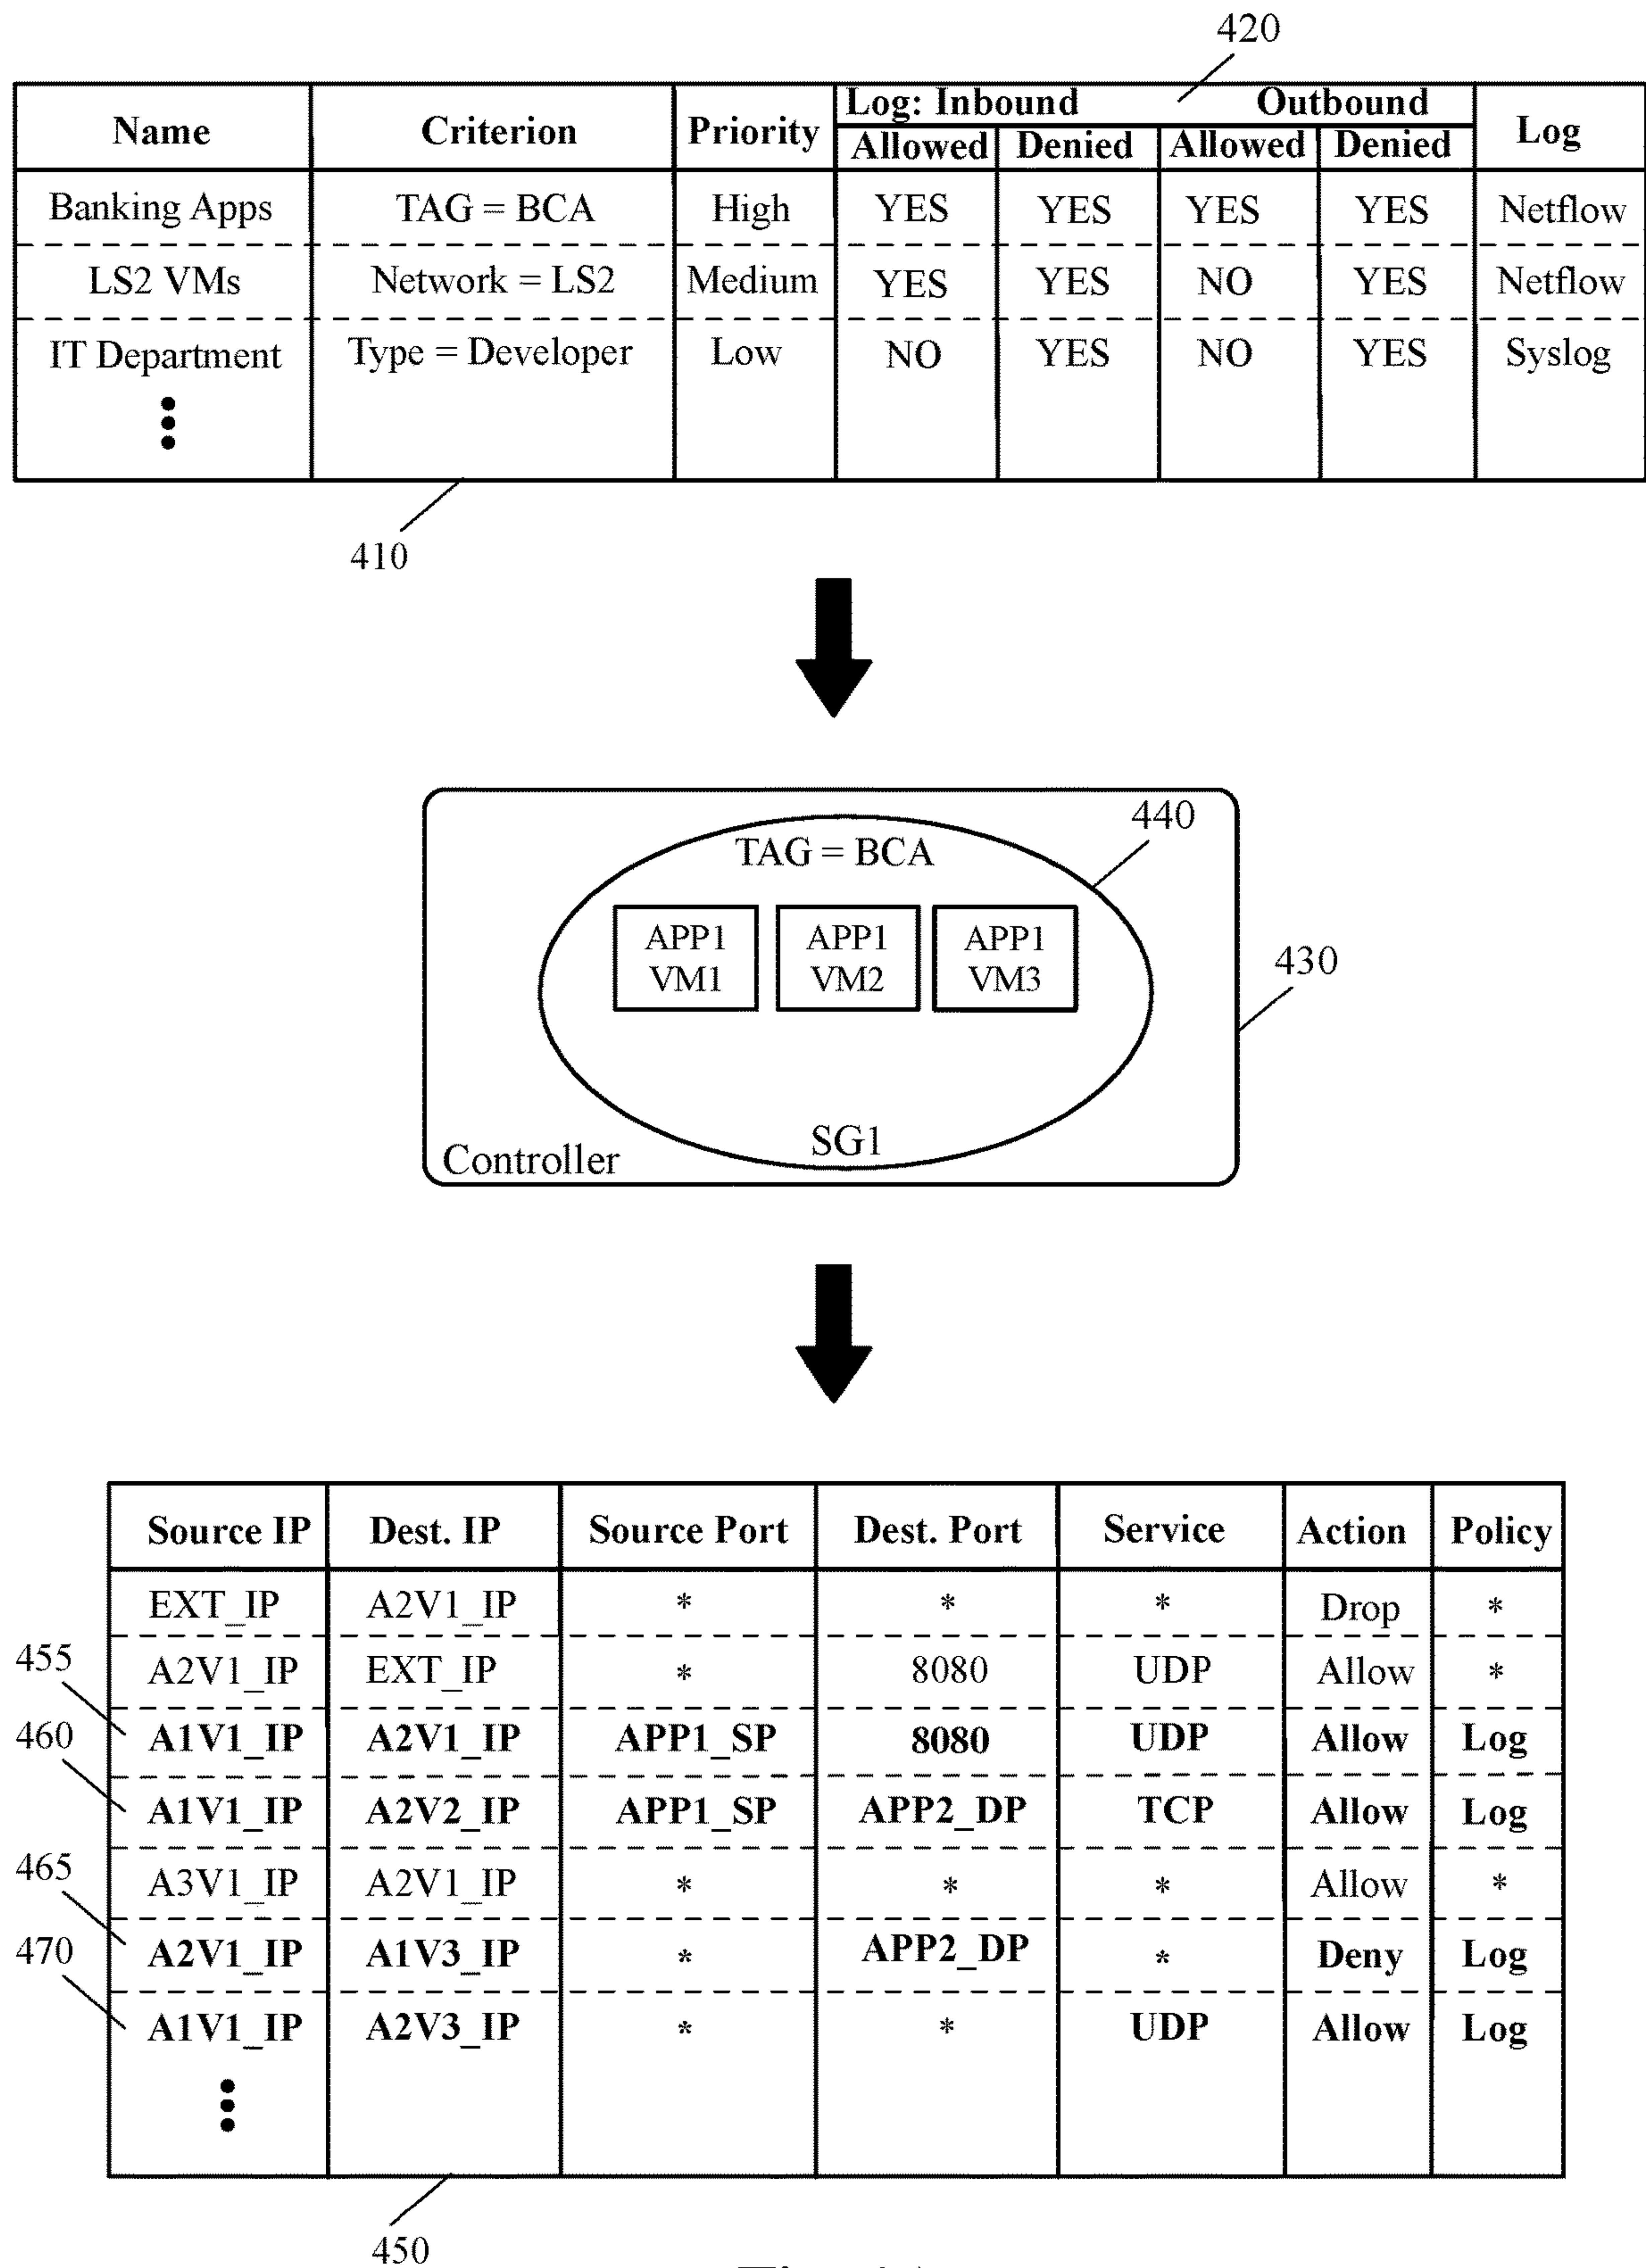 420
Name Criterion Priority Log: Inbound Outbound Log
Allowed Denied Allowed Denied
Banking Apps TAG = BCA High YES YES YES YES Netflow
LS2 VMs Network = LS2 Medium YES YES NO YES Netflow
IT Department Type = Developer Low NO YES NO YES Syslog
410
440
TAG = BCA
APP1 APP1 APP1
VM1 VM2 VM3
430
SG1
Controller
Source IP Dest. IP Source Port Dest. Port Service Action Policy
EXT_IP A2V1_IP * * * Drop *
455 A2V1_IP EXT_IP * 8080 UDP Allow *
460 A1V1_IP A2V1_IP APP1_SP 8080 UDP Allow Log
A1V1_IP A2V2_IP APP1_SP APP2_DP TCP Allow Log
465 A3V1_IP A2V1_IP * * * Allow *
470 A2V1_IP A1V3_IP * APP2_DP * Deny Log
A1V1_IP A2V3_IP * * UDP Allow Log
450